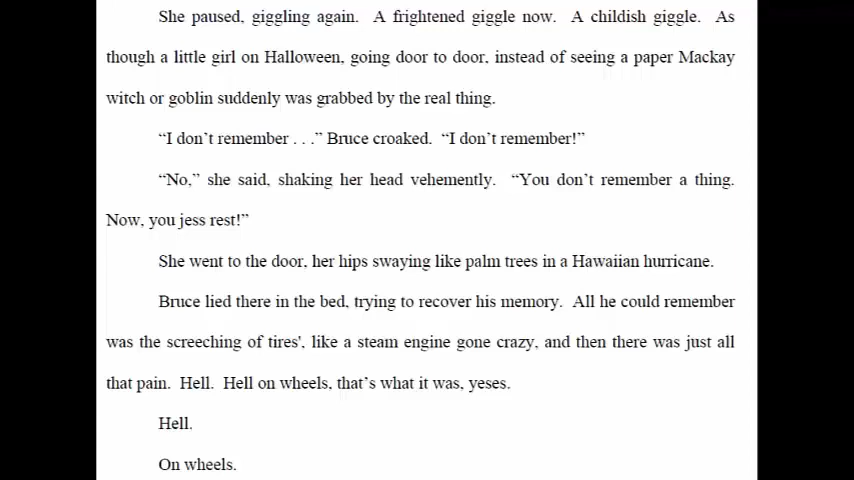 She paused, giggling again.  A frightened giggle now.  A childish giggle.  As
though a little girl on Halloween, going door to door, instead of seeing a paper Mackay
witch or goblin suddenly was grabbed by the real thing.
“I don’t remember . . .” Bruce croaked.  “I don’t remember!”
“No,” she said, shaking her head vehemently.  “You don’t remember a thing.
Now, you jess rest!”
She went to the door, her hips swaying like palm trees in a Hawaiian hurricane.
Bruce lied there in the bed, trying to recover his memory.  All he could remember
was the screeching of tires', like a steam engine gone crazy, and then there was just all
that pain.  Hell.  Hell on wheels, that’s what it was, yeses.
Hell.
On wheels.